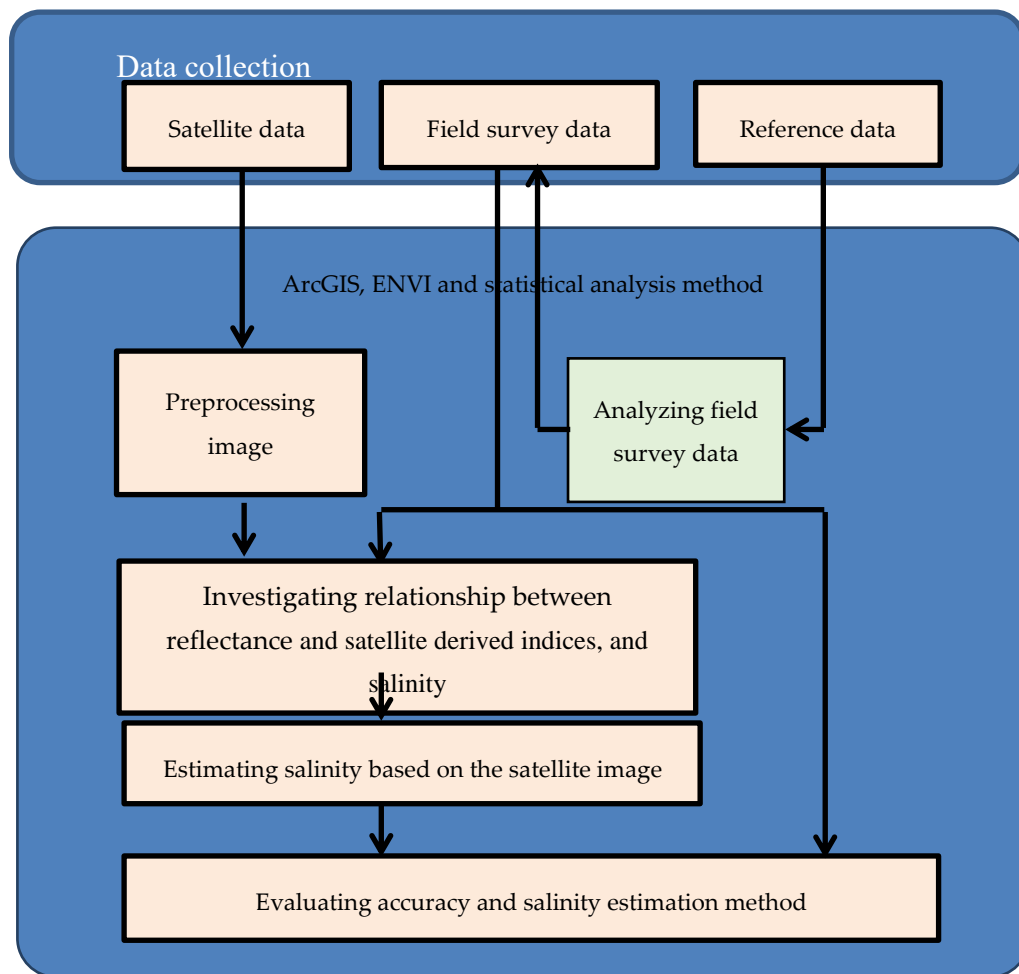 Data collection
Satellite data
Field survey data
Reference data
ArcGIS, ENVI and statistical analysis method
Preprocessing
image
Analyzing field
survey data
Investigating relationship between
reflectance and satellite derived indices, and
salinity
Estimating salinity based on the satellite image
Evaluating accuracy and salinity estimation method